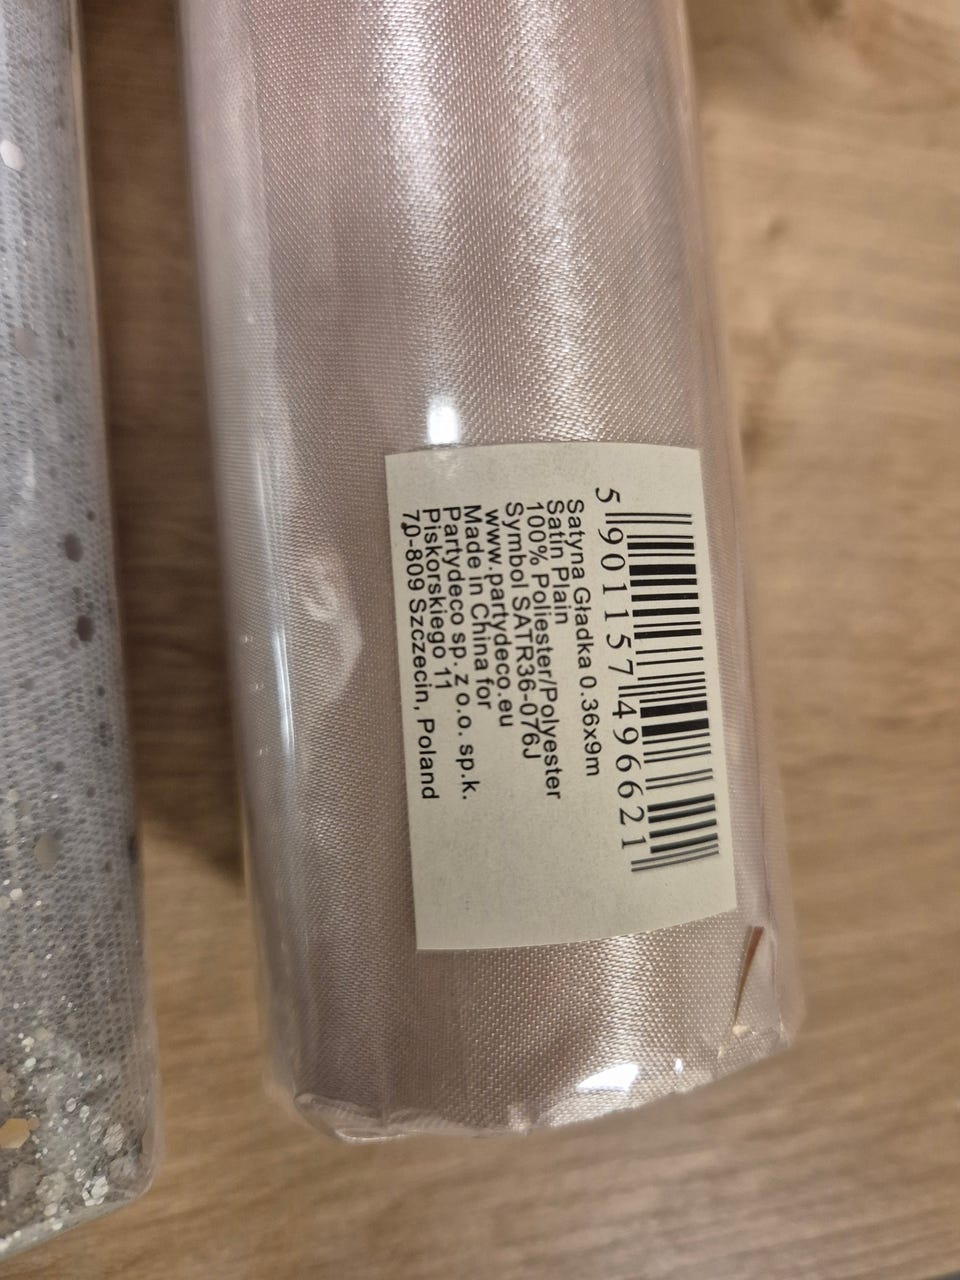 5 901157 496621
Satyna Gładka 0.36x9m
Satin Plain
100% Poliester/Polyester
Symbol SATR36-076J
www.partydeco.eu
Made in China for
Partydeco sp. z o.o. sp.k.
Piskorskiego 11
70-809 Szczecin, Poland